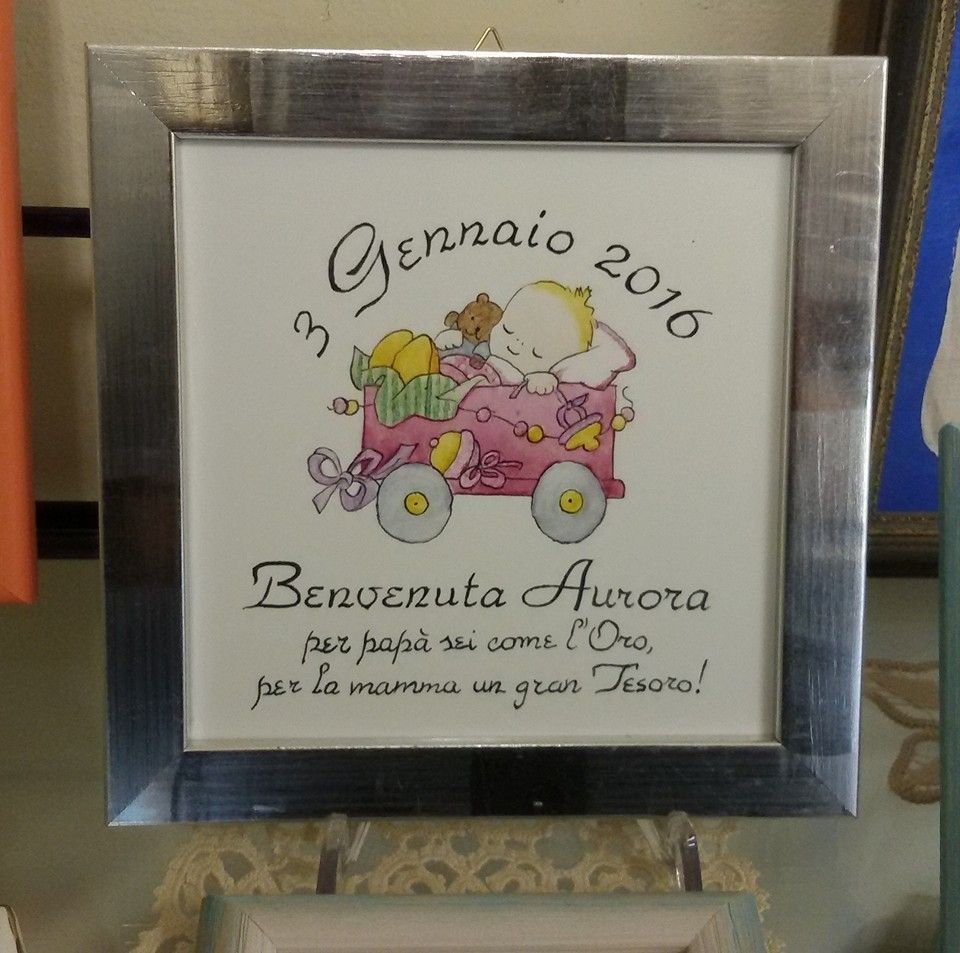 3 Gennaio 2016
Benvenuta Aurora
per papà sei come l'Oro,
per la mamma un gran Tesoro!